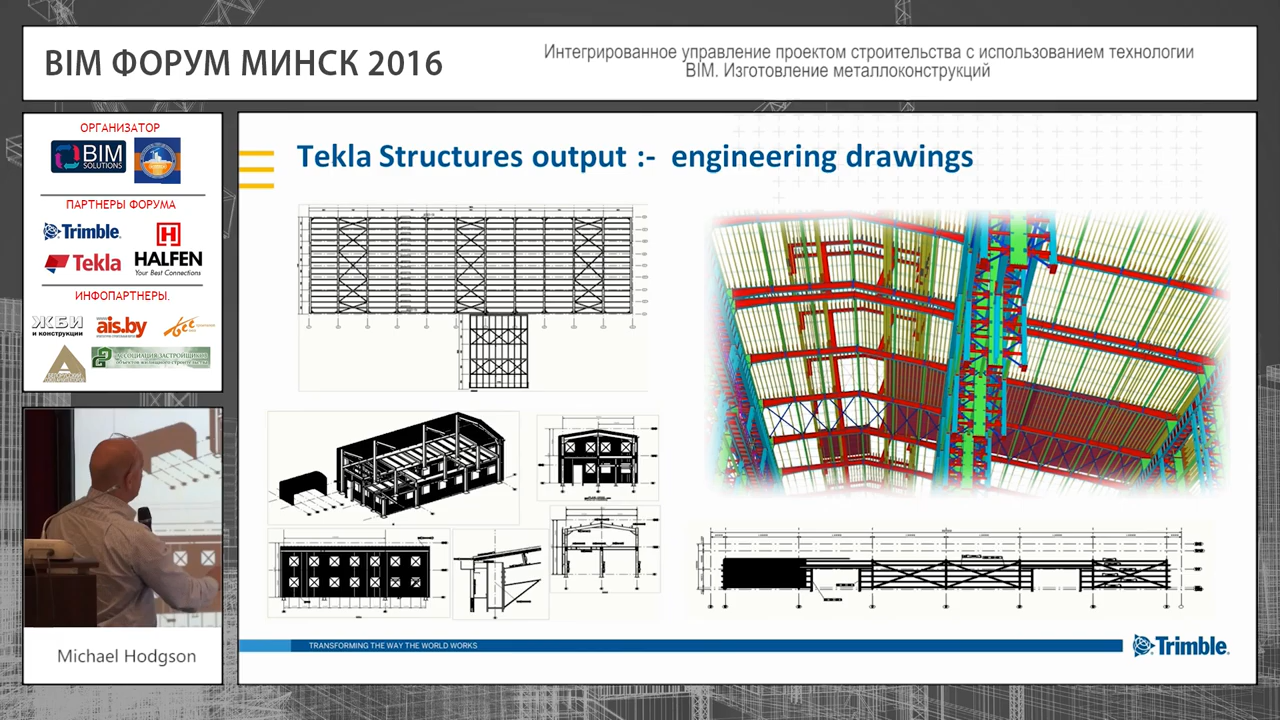 BIM ФОРУМ МИНСК 2016
Интегрированное управление проектом строительства с использованием технологии
BIM. Изготовление металлоконструкций
ОРГАНИЗАТОР
BIM
SOLUTIONS
ПАРТНЕРЫ ФОРУМА
Trimble.
HALFEN
Your Best Connections
Tekla
ИНФОПАРТНЕРЫ.
ЖБИ
и конструкции
ais.by
АССОЦИАЦИЯ ЗАСТРОЙЩИКОВ
Michael Hodgson
Tekla Structures output :- engineering drawings
TRANSFORMING THE WAY THE WORLD WORKS
Trimble.